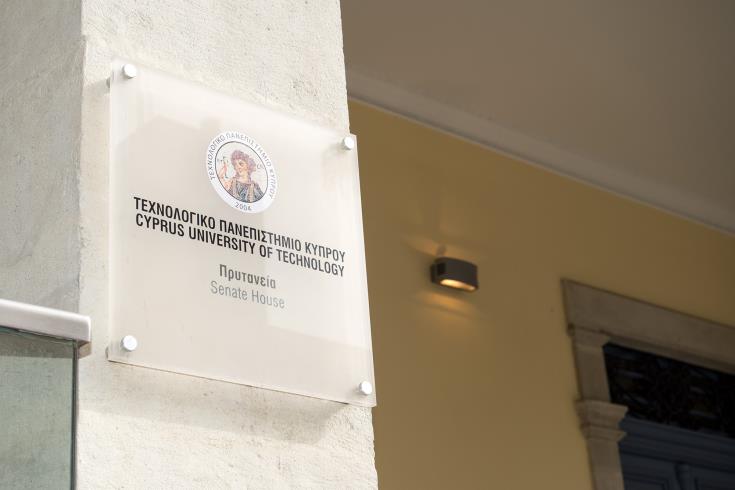 ΤΕΧΝΟΛΟΓΙΚΟ ΠΑΝΕΠΙΣΤΗΜΙΟ ΚΥΠΡΟΥ
2004
ΤΕΧΝΟΛΟΓΙΚΟ ΠΑΝΕΠΙΣΤΗΜΙΟ ΚΥΠΡΟΥ
CYPRUS UNIVERSITY OF TECHNOLOGY
Πρυτανεία
Senate House